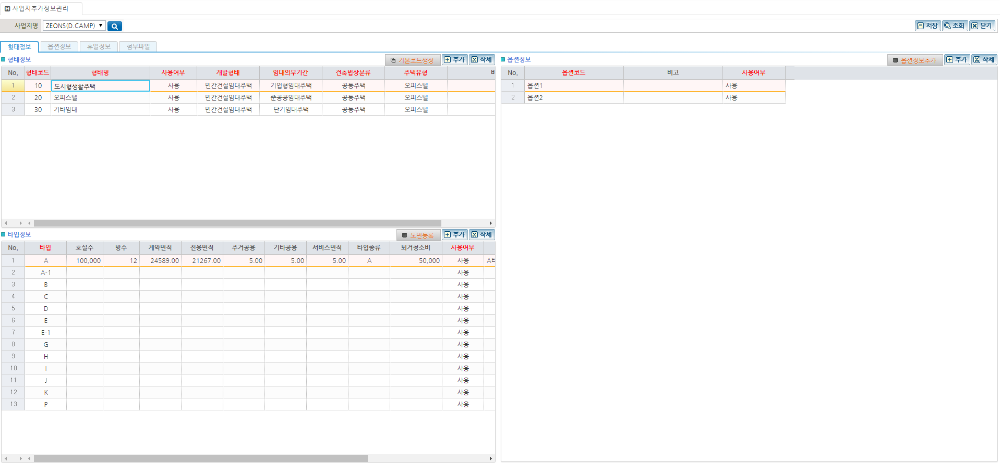 사업지추가정보관리
사업지명 ZEONS(D.CAMP) 저장 조회 닫기
형태정보 옵션정보 휴일정보 첨부파일
형태정보 기본코드생성 추가 삭제
No. 형태코드 형태명 사용여부 개발형태 임대의무기간 건축법상분류 주택유형
1 10 도시형생활주택 사용 민간건설임대주택 기업형임대주택 공동주택 오피스텔
2 20 오피스텔 사용 민간건설임대주택 준공공임대주택 공동주택 오피스텔
3 30 기타임대 사용 민간건설임대주택 단기임대주택 공동주택 오피스텔
타입정보 도면등록 추가 삭제
No. 타입 호실수 방수 계약면적 전용면적 주거공용 기타공용 서비스면적 타입종류 퇴거청소비 사용여부
1 A 100,000 12 24589.00 21267.00 5.00 5.00 5.00 A 50,000 사용
2 A-1 사용
3 B 사용
4 C 사용
5 D 사용
6 E 사용
7 E-1 사용
8 G 사용
9 H 사용
10 I 사용
11 J 사용
12 K 사용
13 P 사용
옵션정보 옵션정보추가 추가 삭제
No. 옵션코드 비고 사용여부
1 옵션1 사용
2 옵션2 사용